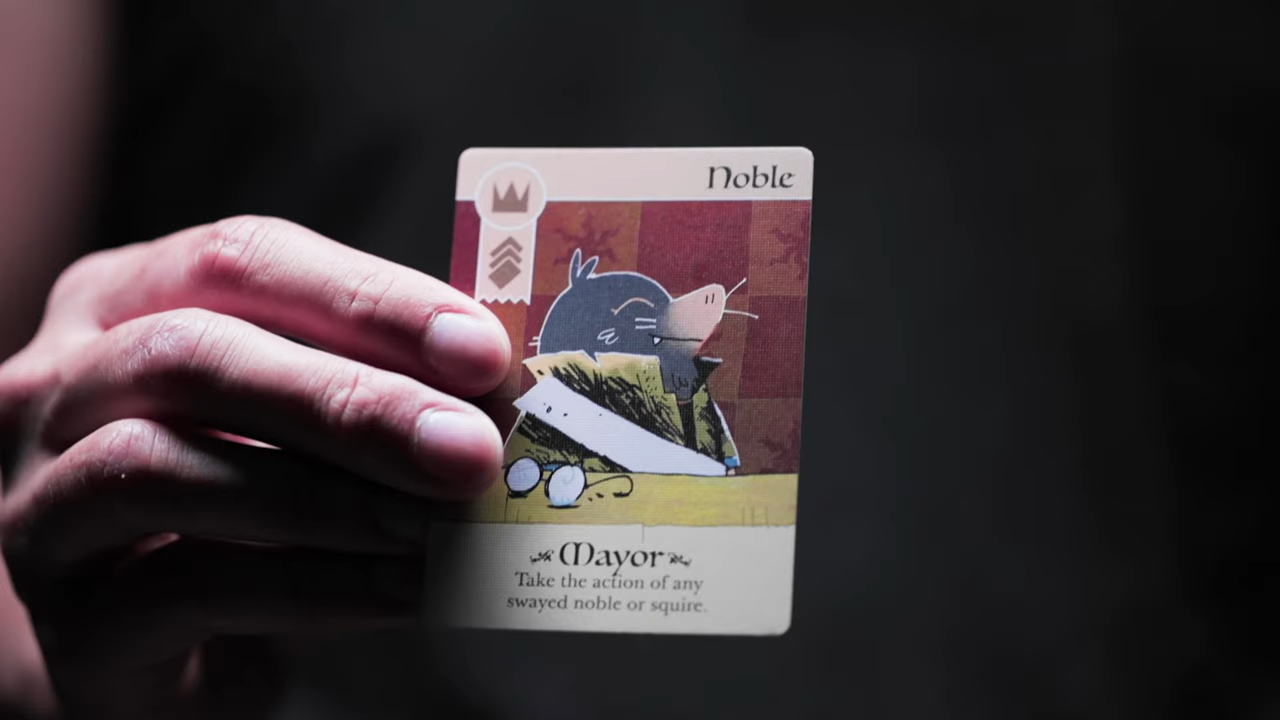 Noble
Mayor
Take the action of any
swayed noble or squire.